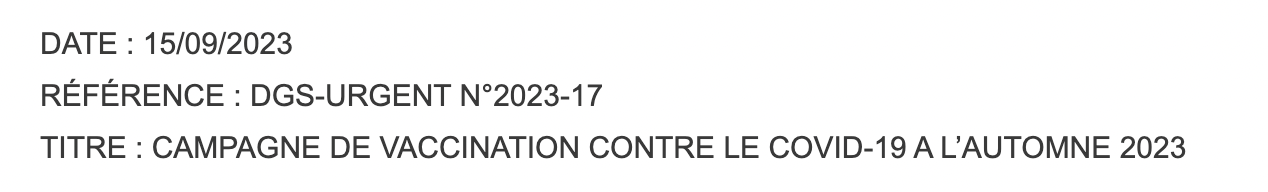 DATE : 15/09/2023
RÉFÉRENCE : DGS-URGENT N°2023-17
TITRE : CAMPAGNE DE VACCINATION CONTRE LE COVID-19 A L’AUTOMNE 2023